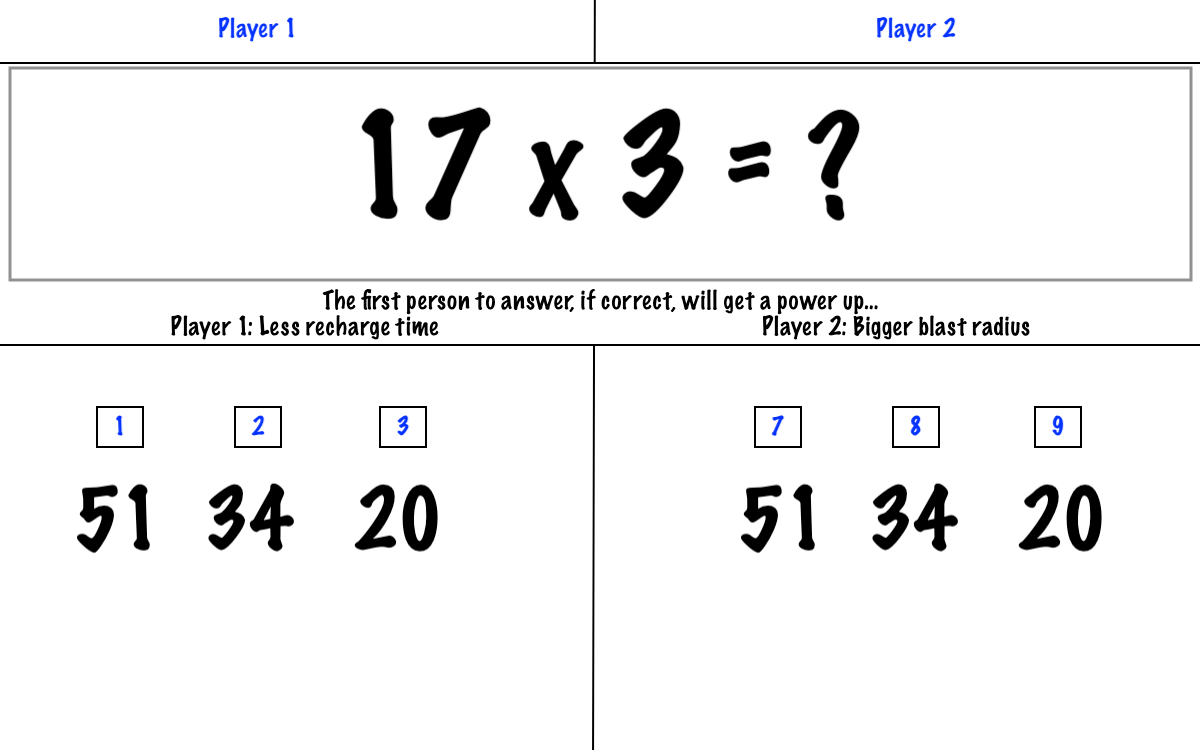 Player 1
Player 2
17 x 3 = ?
The first person to answer, if correct, will get a power up...
Player 1: Less recharge time
Player 2: Bigger blast radius
1 2 3
51 34 20
7 8 9
51 34 20